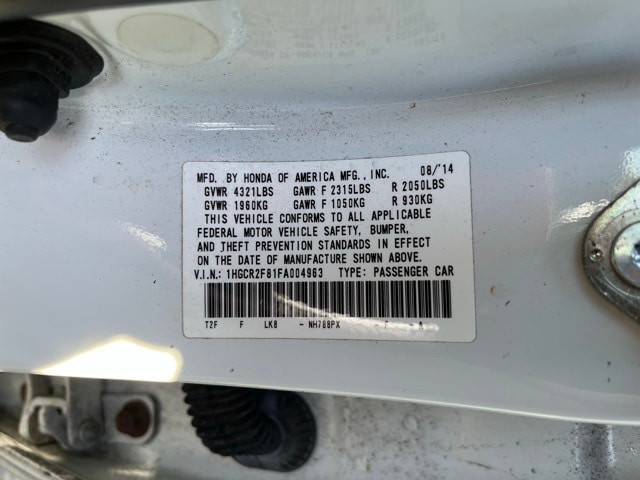 MFD. BY HONDA OF AMERICA MFG., INC. 08/'14
GVWR 4321LBS GAWR F 2315LBS R 2050LBS
GVWR 1960KG GAWR F 1050KG R 930KG
THIS VEHICLE CONFORMS TO ALL APPLICABLE
FEDERAL MOTOR VEHICLE SAFETY, BUMPER,
AND THEFT PREVENTION STANDARDS IN EFFECT
ON THE DATE OF MANUFACTURE SHOWN ABOVE.
V.I.N.: 1HGCR2F81FA004963 TYPE: PASSENGER CAR
T2F F LK8 - NH788PX - A